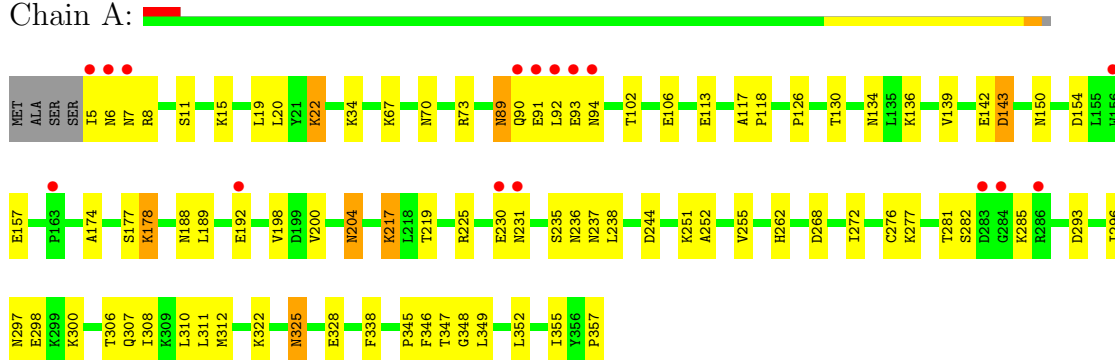 Chain A:
MET ALA SER SER I5 N6 N7 R8 S11 K15 L19 L20 Y21 K22 K34 K67 N70 R73 N89 Q90 E91 L92 E93 N94 T102 E106 E113 A117 P118 P126 T130 N134 L135 K136 V139 E142 D143 N150 D154 L155 W156
E157 P163 A174 S177 K178 N188 L189 E192 V198 D199 V200 N204 K217 L218 T219 R225 E230 N231 S235 N236 N237 L238 D244 K251 A252 V255 H262 D268 I272 C276 K277 T281 S282 D283 G284 K285 R286 D293 I296
N297 E298 K299 K300 T306 Q307 I308 K309 L310 L311 M312 K322 N325 E328 F338 P345 F346 T347 G348 L349 L352 I355 Y356 P357